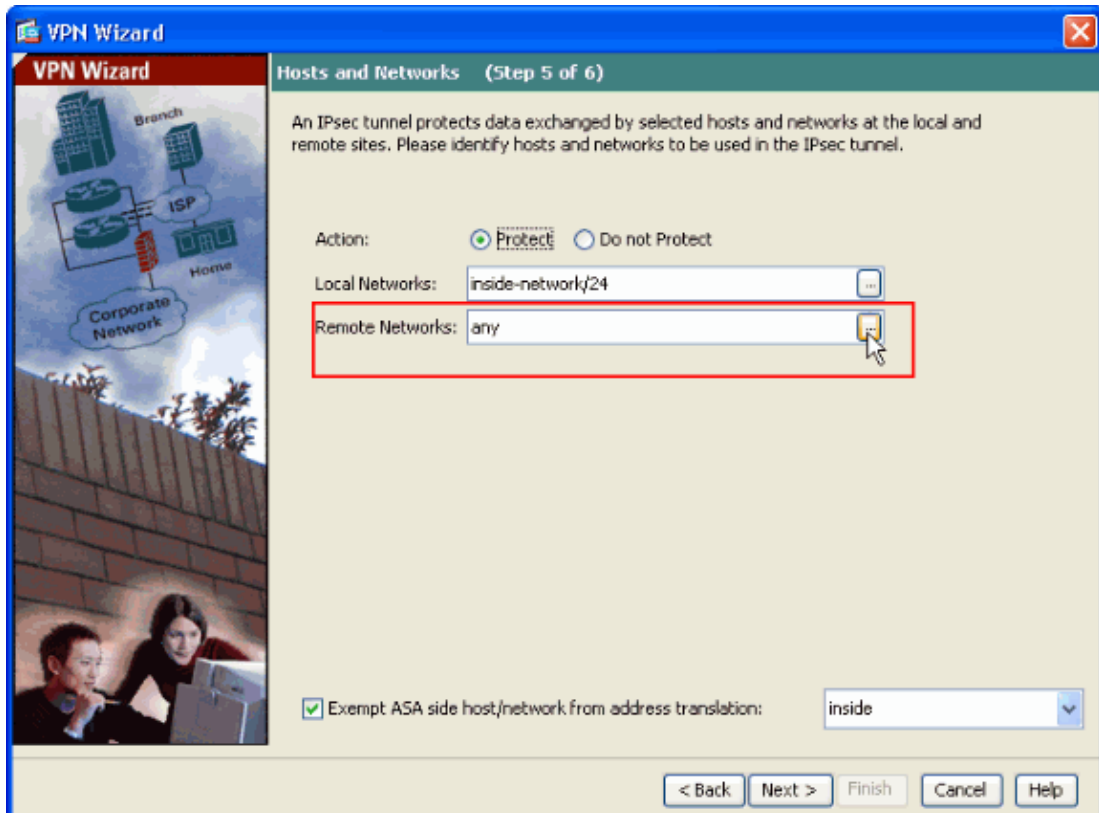 VPN Wizard
VPN Wizard
Hosts and Networks (Step 5 of 6)
Branch
ISP
Home
Corporate
Network
An IPsec tunnel protects data exchanged by selected hosts and networks at the local and
remote sites. Please identify hosts and networks to be used in the IPsec tunnel.
Action: Protect Do not Protect
Local Networks: inside-network/24 ...
Remote Networks: any ...
Exempt ASA side host/network from address translation: inside
< Back Next > Finish Cancel Help